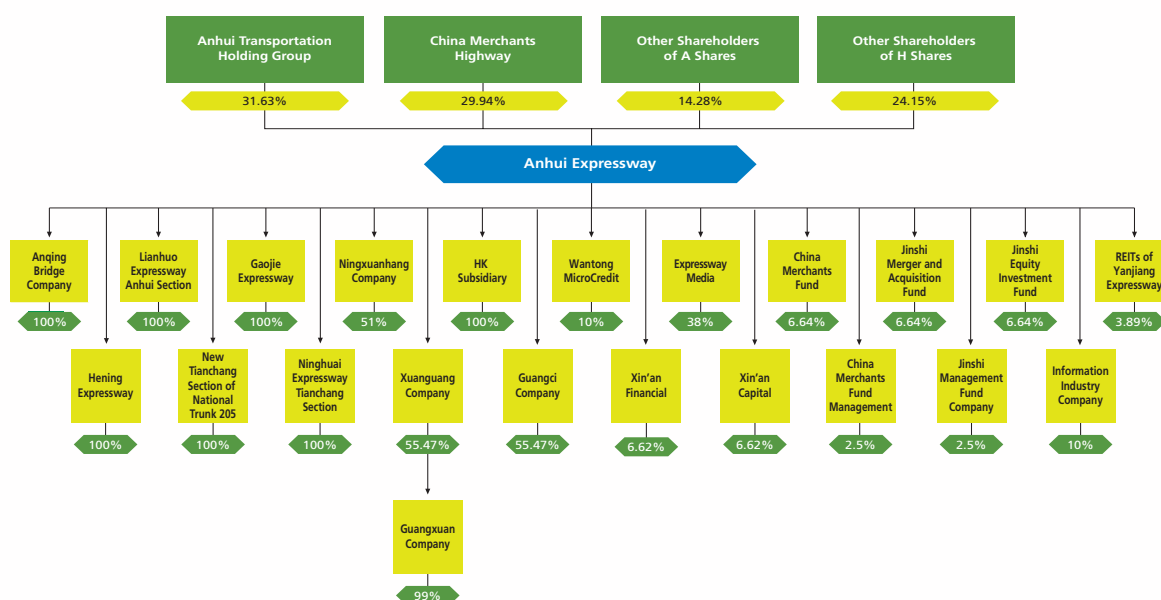 Anhui Transportation
Holding Group
China Merchants
Highway
Other Shareholders
of A Shares
Other Shareholders
of H Shares
31.63%
29.94%
14.28%
24.15%
Anhui Expressway
Anqing
Bridge
Company
Lianhuo
Expressway
Anhui Section
Gaojie
Expressway
Ningxuanhang
Company
HK
Subsidiary
Wantong
MicroCredit
Expressway
Media
China
Merchants
Fund
Jinshi
Merger and
Acquisition
Fund
Jinshi
Equity
Investment
Fund
REITs of
Yanjiang
Expressway
100%
100%
100%
51%
100%
10%
38%
6.64%
6.64%
6.64%
3.89%
Hening
Expressway
New
Tianchang
Section of
National
Trunk 205
Ninghuai
Expressway
Tianchang
Section
Xuanguang
Company
Guangci
Company
Xin'an
Financial
Xin'an
Capital
China
Merchants
Fund
Management
Jinshi
Management
Fund
Company
Information
Industry
Company
100%
100%
100%
55.47%
55.47%
6.62%
6.62%
2.5%
2.5%
10%
Guangxuan
Company
99%